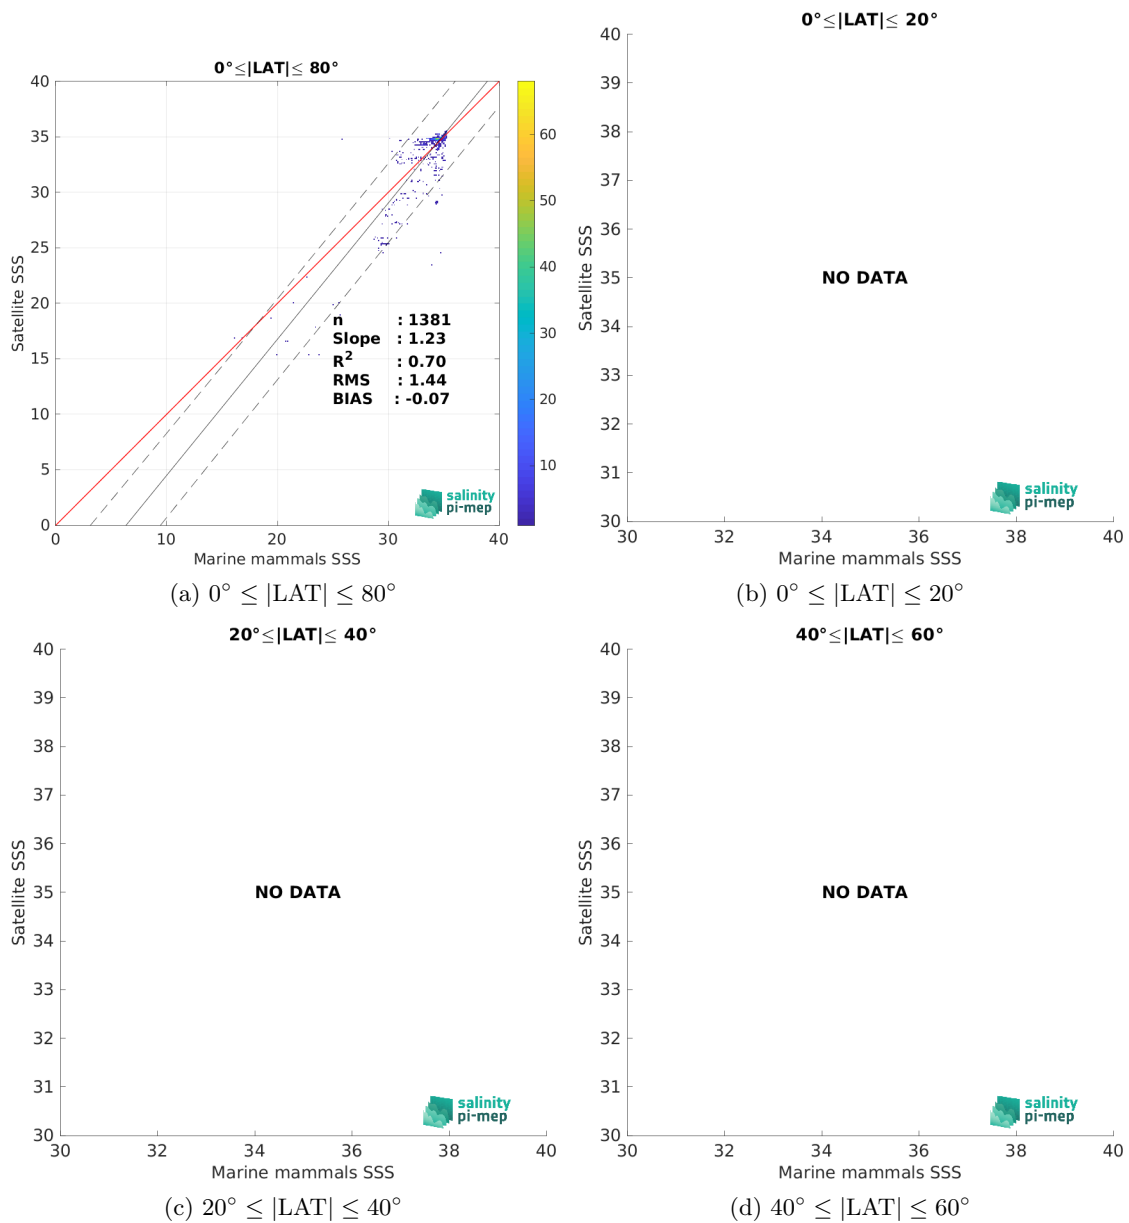 0°≤|LAT|≤ 80°
40
35
30
25
20
15
10
5
0
Satellite SSS
0
10
20
30
40
Marine mammals SSS
60
50
40
30
20
10
n : 1381
Slope : 1.23
R² : 0.70
RMS : 1.44
BIAS : -0.07
salinity
pi-mep
(a) 0° ≤ |LAT| ≤ 80°
0°≤|LAT|≤ 20°
40
39
38
37
36
35
34
33
32
31
30
Satellite SSS
NO DATA
salinity
pi-mep
30
32
34
36
38
40
Marine mammals SSS
(b) 0° ≤ |LAT| ≤ 20°
20°≤|LAT|≤ 40°
40
39
38
37
36
35
34
33
32
31
30
Satellite SSS
NO DATA
salinity
pi-mep
30
32
34
36
38
40
Marine mammals SSS
(c) 20° ≤ |LAT| ≤ 40°
40°≤|LAT|≤ 60°
40
39
38
37
36
35
34
33
32
31
30
Satellite SSS
NO DATA
salinity
pi-mep
30
32
34
36
38
40
Marine mammals SSS
(d) 40° ≤ |LAT| ≤ 60°